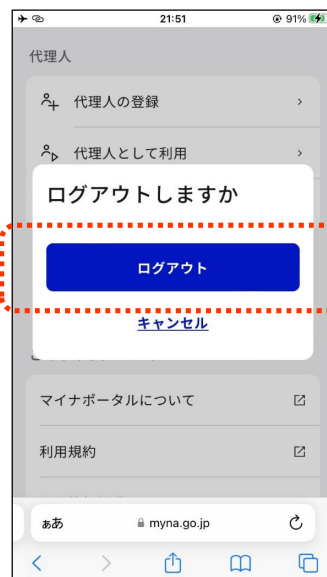 21:51
91%
代理人
代理人の登録
代理人として利用
ログアウトしますか
ログアウト
キャンセル
マイナポータルについて
利用規約
ぁあ
myna.go.jp